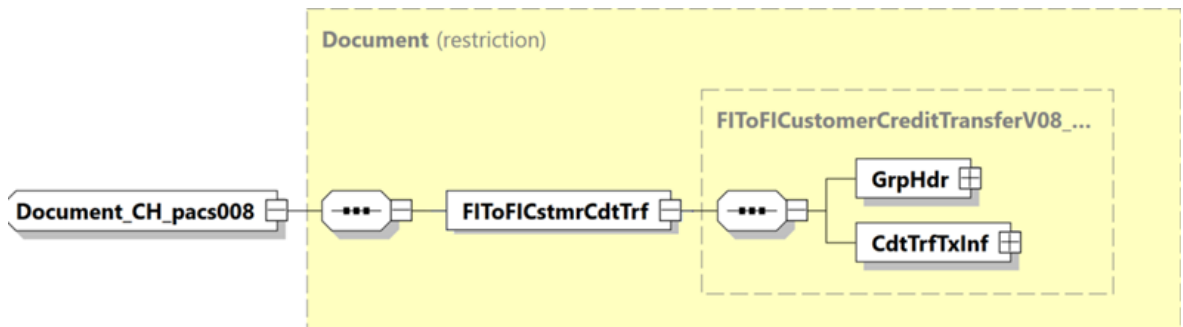 Document (restriction)
FIToFICustomerCreditTransferV08_...
GrpHdr
Document_CH_pacs008
FIToFICstmrCdtTrf
CdtTrfTxInf